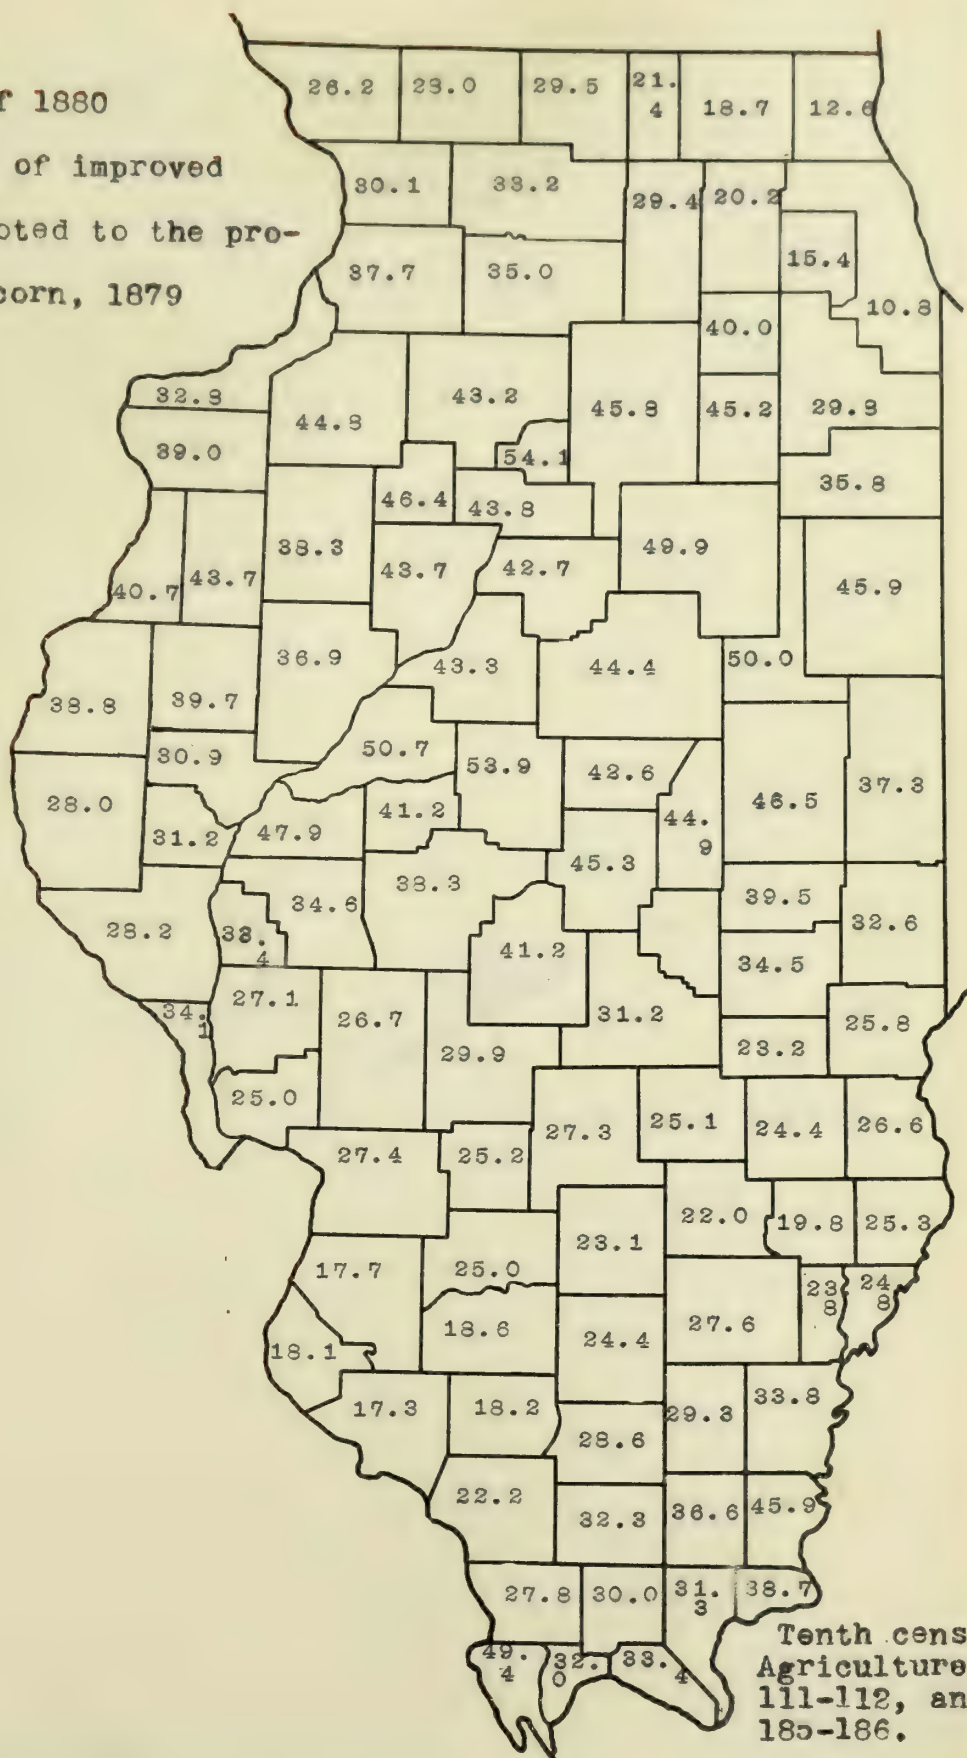 f 1880
of improved
oted to the pro-
corn, 1879
26.2 23.0 29.5 21.4 18.7 12.6
30.1 33.2 29.4 20.2
15.4
37.7 35.0
10.8
40.0
32.8 44.8 43.2 45.8 45.2 29.8
39.0 54.1
35.8
46.4 43.8
38.3 43.7 42.7 49.9
40.7 43.7 45.9
36.9 43.3 44.4 50.0
38.8 39.7
30.9 50.7 53.9 42.6
28.0 46.5 37.3
31.2 47.9 41.2 44.9
45.3
34.6 38.3 39.5
28.2 33.4 41.2 34.5 32.6
34.1 27.1 26.7 31.2 25.8
29.9 23.2
25.0
27.4 25.2 27.3 25.1 24.4 26.6
22.0 19.8 25.3
17.7 25.0 23.1
23.8 24.8
18.1 18.6 24.4 27.6
17.3 18.2 29.3 33.8
28.6
22.2 32.3 36.6 45.9
27.8 30.0 31.3 38.7
49.4 32.0 33.4
Tenth cens
Agriculture
111-112, an
185-186.